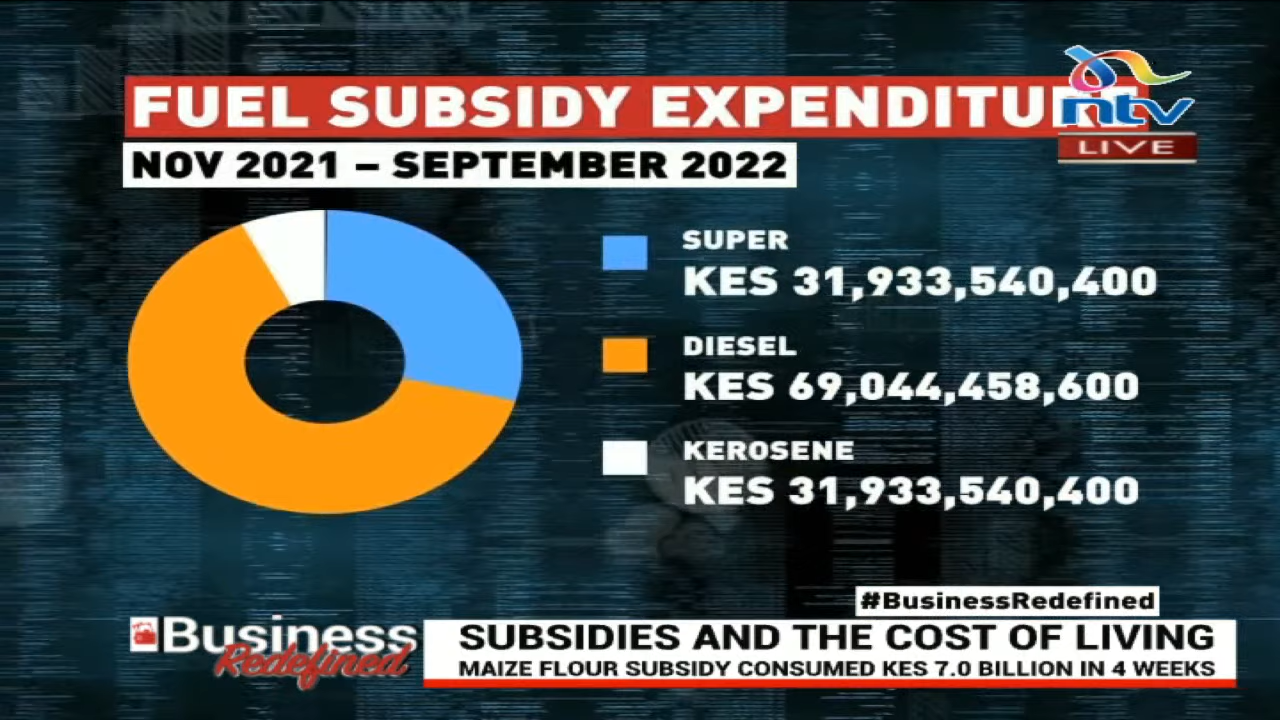 FUEL SUBSIDY EXPENDITURE
ntv
LIVE
NOV 2021 – SEPTEMBER 2022
SUPER
KES 31,933,540,400
DIESEL
KES 69,044,458,600
KEROSENE
KES 31,933,540,400
#BusinessRedefined
Business
Redefined
SUBSIDIES AND THE COST OF LIVING
MAIZE FLOUR SUBSIDY CONSUMED KES 7.0 BILLION IN 4 WEEKS